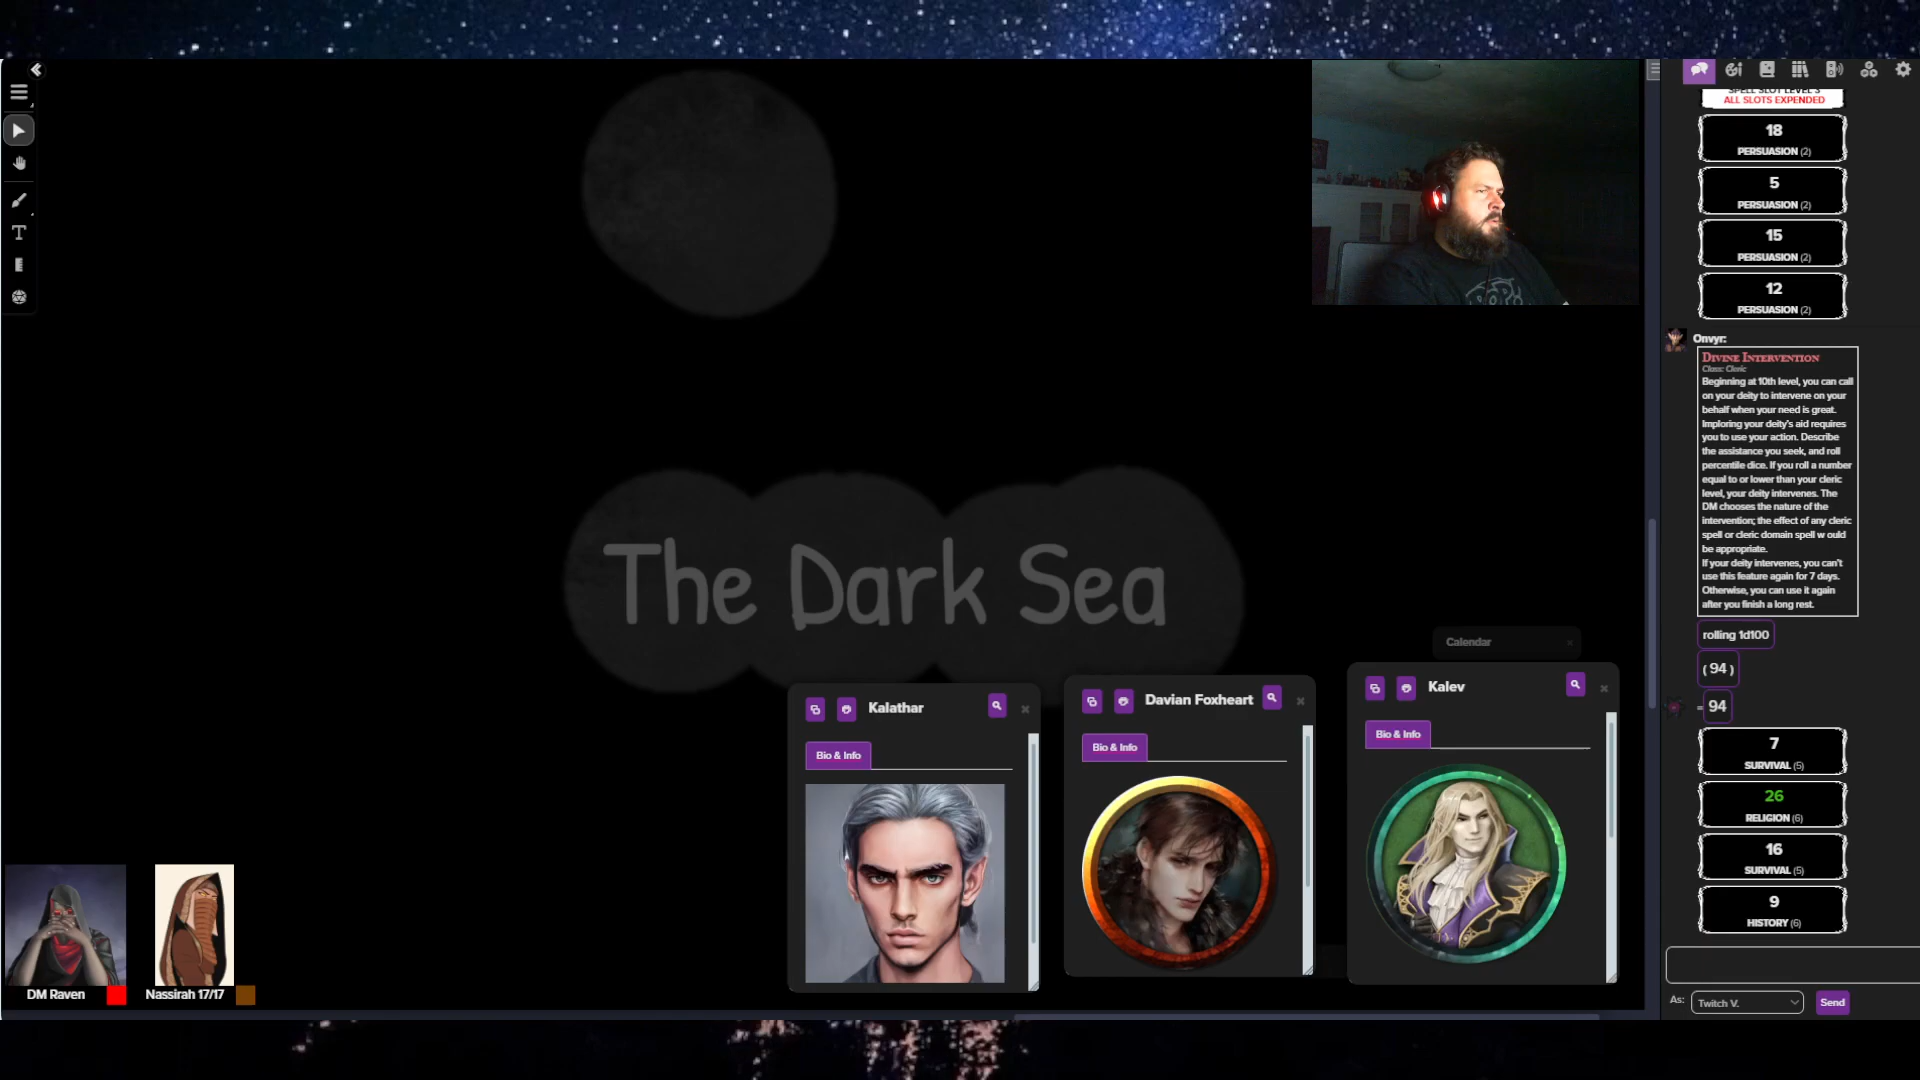 SPELL SLOT LEVEL 3
ALL SLOTS EXPENDED
18
PERSUASION (2)
5
PERSUASION (2)
15
PERSUASION (2)
12
PERSUASION (2)
Onvyr:
DIVINE INTERVENTION
Class: Cleric
Beginning at 10th level, you can call
on your deity to intervene on your
behalf when your need is great.
Imploring your deity's aid requires
you to use your action. Describe
the assistance you seek, and roll
percentile dice. If you roll a number
equal to or lower than your cleric
level, your deity intervenes. The
DM chooses the nature of the
intervention; the effect of any cleric
spell or cleric domain spell w ould
be appropriate.
If your deity intervenes, you can't
use this feature again for 7 days.
Otherwise, you can use it again
after you finish a long rest.
rolling 1d100
(94)
=94
7
SURVIVAL (5)
26
RELIGION (6)
16
SURVIVAL (5)
9
HISTORY (6)
As:
Twitch V.
Send
The Dark Sea
Calendar
Kalathar
Bio & Info
Davian Foxheart
Bio & Info
Kalev
Bio & Info
DM Raven
Nassirah 17/17